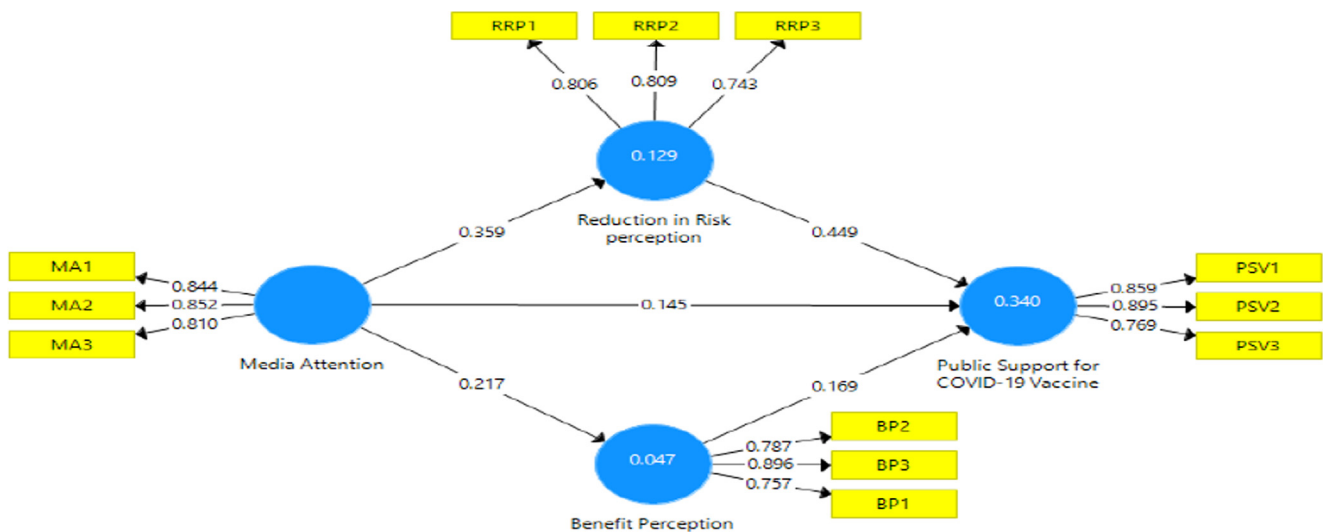 RRP1
RRP2
RRP3
0.806
0.809
0.743
0.129
Reduction in Risk
perception
0.359
0.449
MA1
MA2
MA3
0.844
0.852
0.810
Media Attention
0.145
0.340
Public Support for
COVID-19 Vaccine
0.859
0.895
0.769
PSV1
PSV2
PSV3
0.217
0.169
0.047
Benefit Perception
0.787
0.896
0.757
BP2
BP3
BP1